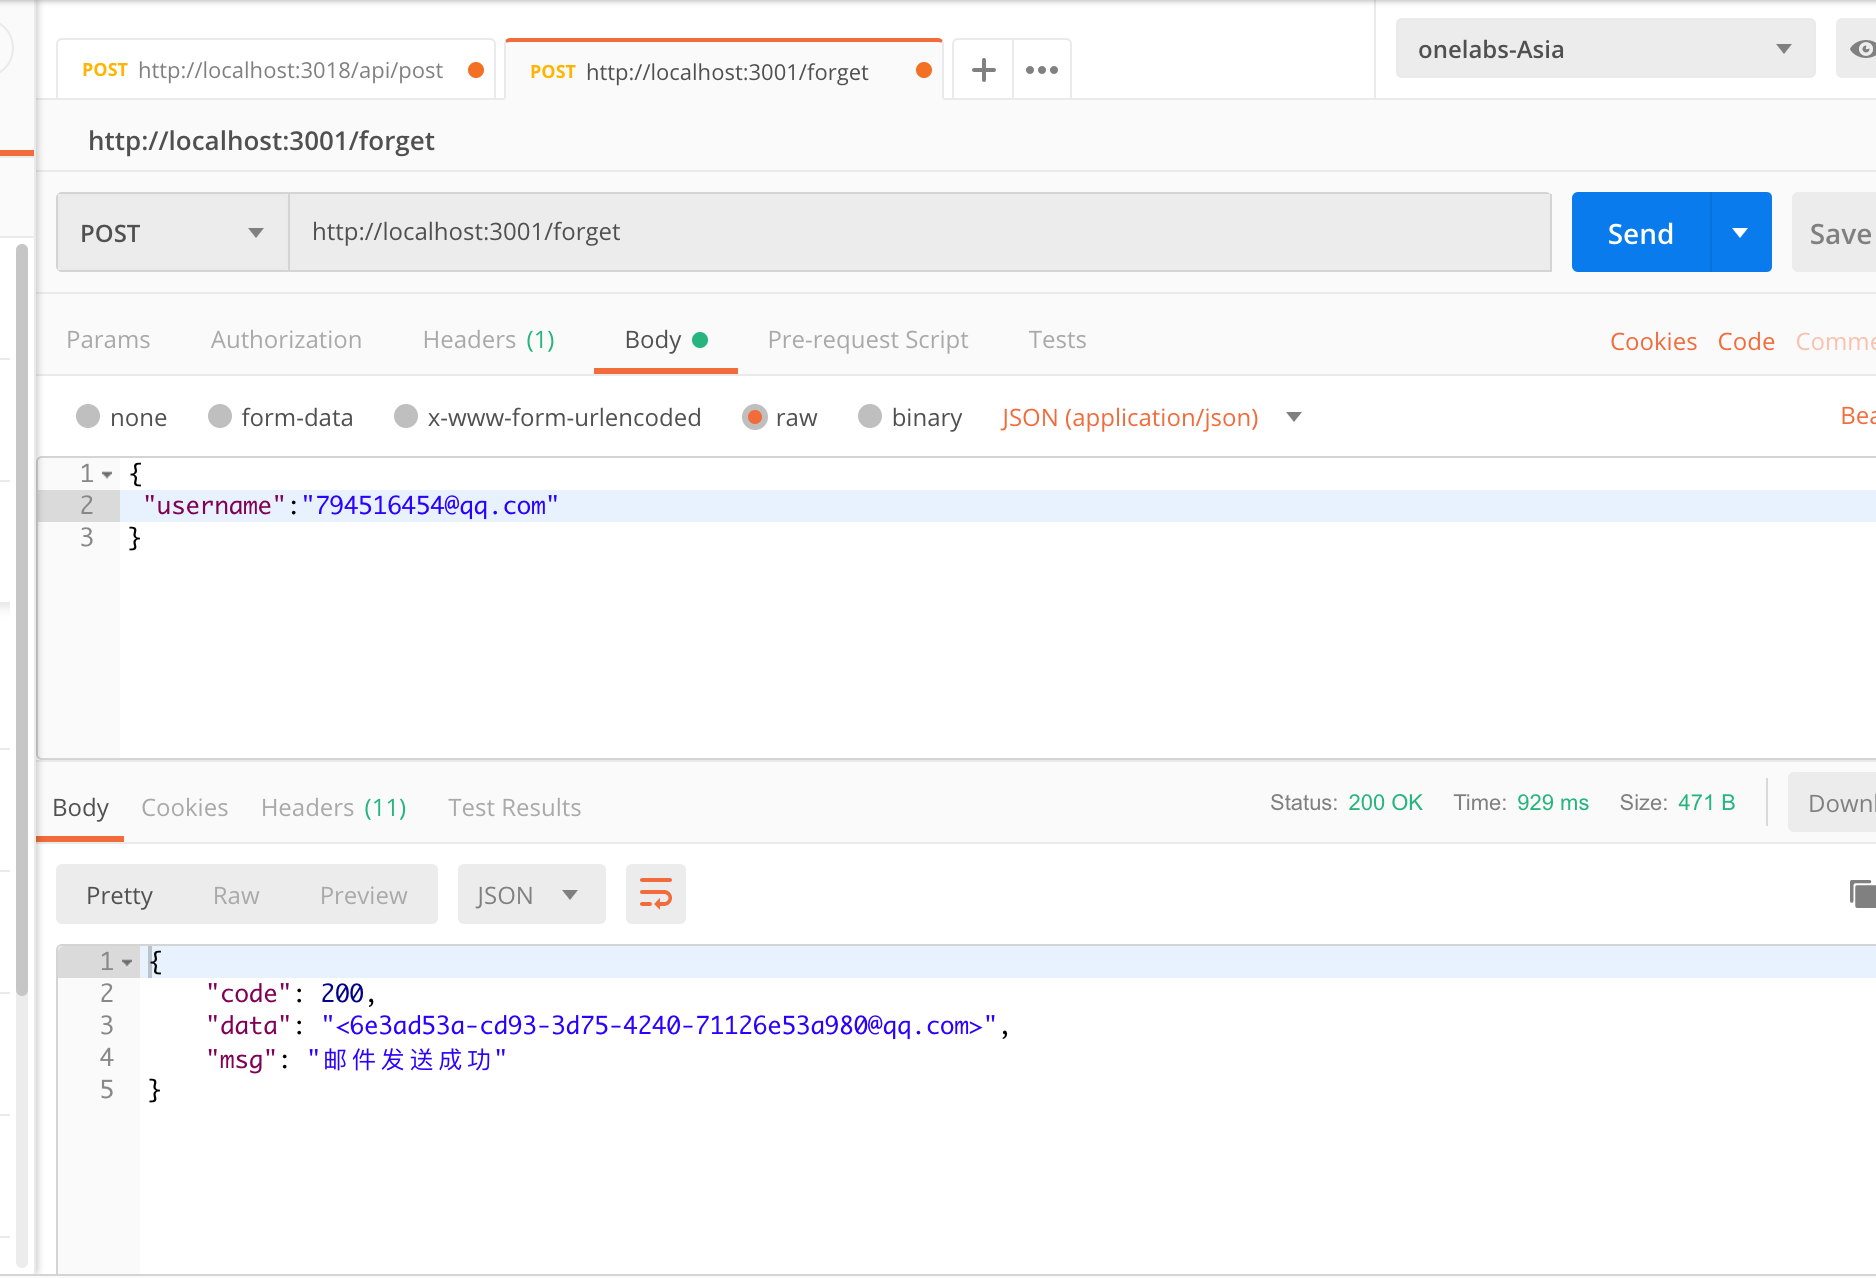 POST http://localhost:3018/api/post POST http://localhost:3001/forget onelabs-Asia
http://localhost:3001/forget
POST http://localhost:3001/forget Send Save
Params Authorization Headers (1) Body Pre-request Script Tests Cookies Code Comme
none form-data x-www-form-urlencoded raw binary JSON (application/json) Bea
1 {
2 "username":"794516454@qq.com"
3 }
Body Cookies Headers (11) Test Results Status: 200 OK Time: 929 ms Size: 471 B Down
Pretty Raw Preview JSON
1 {
2 "code": 200,
3 "data": "<6e3ad53a-cd93-3d75-4240-71126e53a980@qq.com>",
4 "msg": "邮件发送成功"
5 }